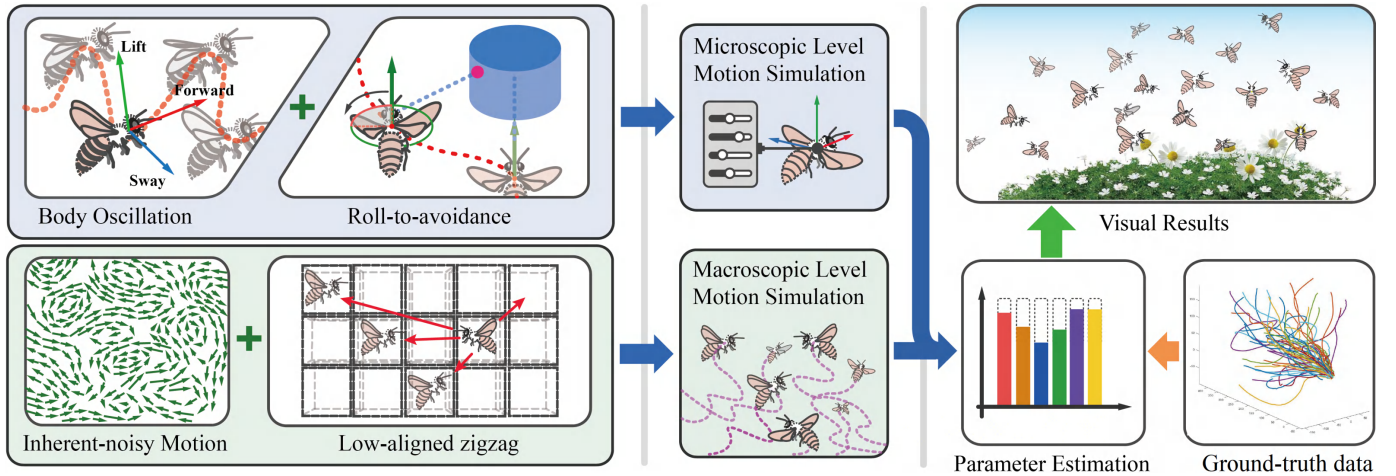 Lift
Forward
Sway
Body Oscillation
Roll-to-avoidance
Microscopic Level
Motion Simulation
Visual Results
Inherent-noisy Motion
Low-aligned zigzag
Macroscopic Level
Motion Simulation
Parameter Estimation
Ground-truth data